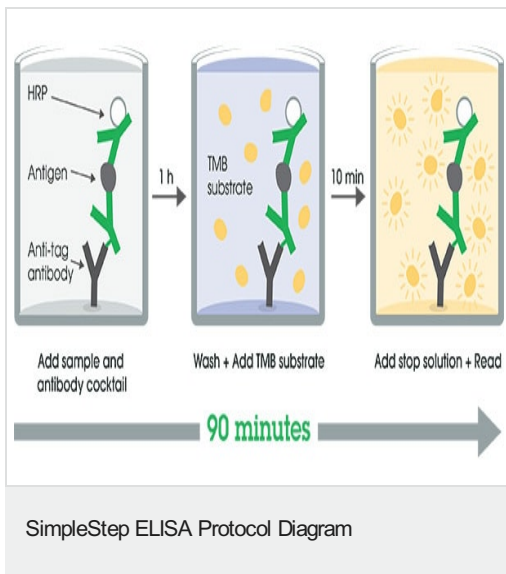 HRP
Antigen
Anti-tag
antibody
1 h
TMB
substrate
10 min
Add sample and
antibody cocktail
Wash + Add TMB substrate
Add stop solution + Read
90 minutes
SimpleStep ELISA Protocol Diagram